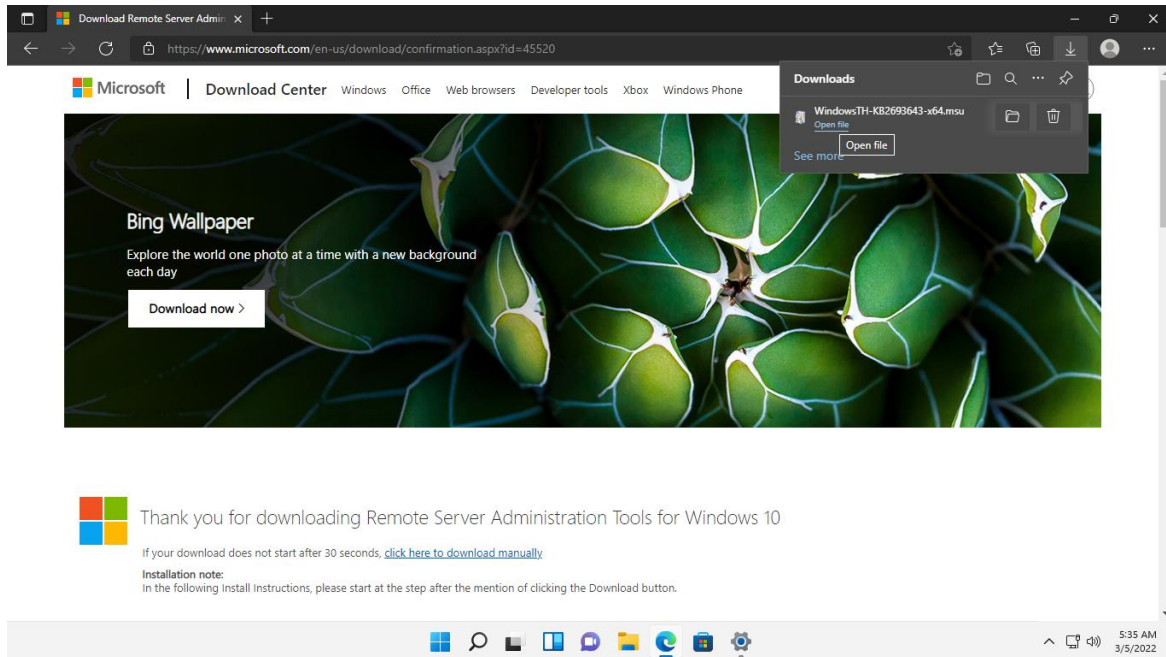 Download Remote Server Admin
https://www.microsoft.com/en-us/download/confirmation.aspx?id=45520
Microsoft | Download Center Windows Office Web browsers Developer tools Xbox Windows Phone
Downloads
WindowsTH-KB2693643-x64.msu
Open file
Open file
See more
Bing Wallpaper
Explore the world one photo at a time with a new background
each day
Download now >
Thank you for downloading Remote Server Administration Tools for Windows 10
If your download does not start after 30 seconds, click here to download manually
Installation note:
In the following Install Instructions, please start at the step after the mention of clicking the Download button.
5:35 AM
3/5/2022